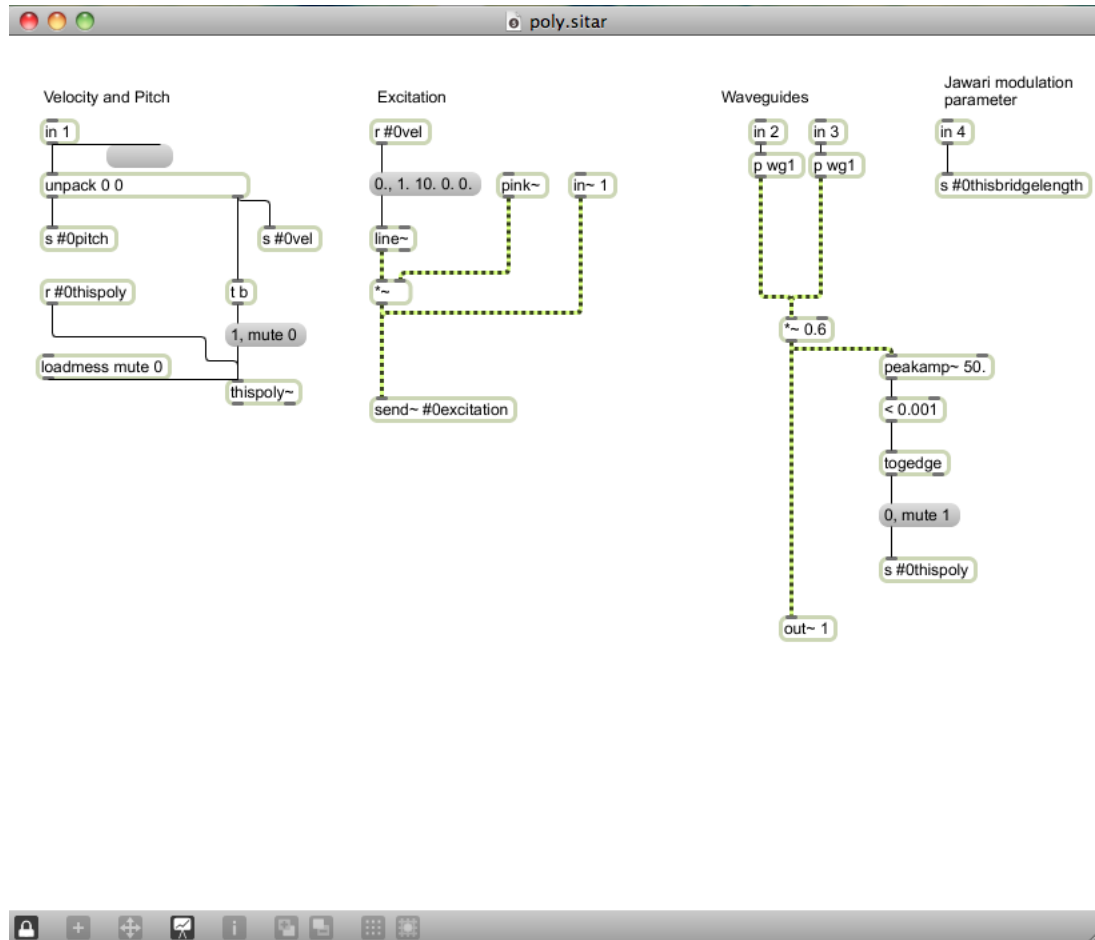 poly.sitar
Velocity and Pitch
in 1
unpack 0 0
s #0pitch
s #0vel
r #0thispoly
t b
1, mute 0
loadmess mute 0
thispoly~
Excitation
r #0vel
0., 1. 10. 0. 0.
pink~
in~ 1
line~
*~
send~ #0excitation
Waveguides
in 2
in 3
p wg1
p wg1
*~ 0.6
peakamp~ 50.
< 0.001
togedge
0, mute 1
s #0thispoly
out~ 1
Jawari modulation
parameter
in 4
s #0thisbridgelength